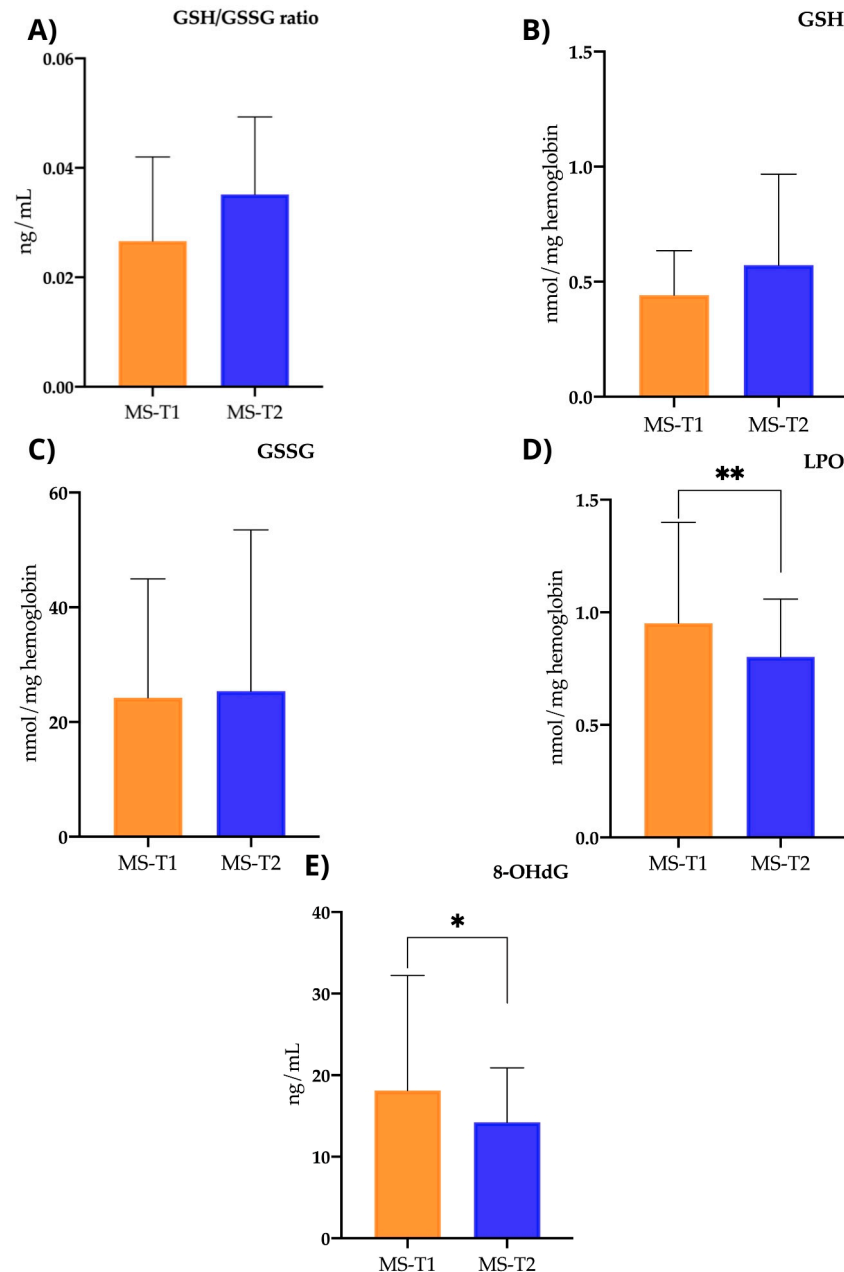 A)
GSH/GSSG ratio
0.06
0.04
0.02
0.00
ng/mL
MS-T1
MS-T2
B)
GSH
1.5
1.0
0.5
0.0
nmol/mg hemoglobin
MS-T1
MS-T2
C)
GSSG
60
40
20
0
nmol/mg hemoglobin
MS-T1
MS-T2
D)
LPO
**
1.5
1.0
0.5
0.0
nmol/mg hemoglobin
MS-T1
MS-T2
E)
8-OHdG
*
40
30
20
10
0
ng/mL
MS-T1
MS-T2